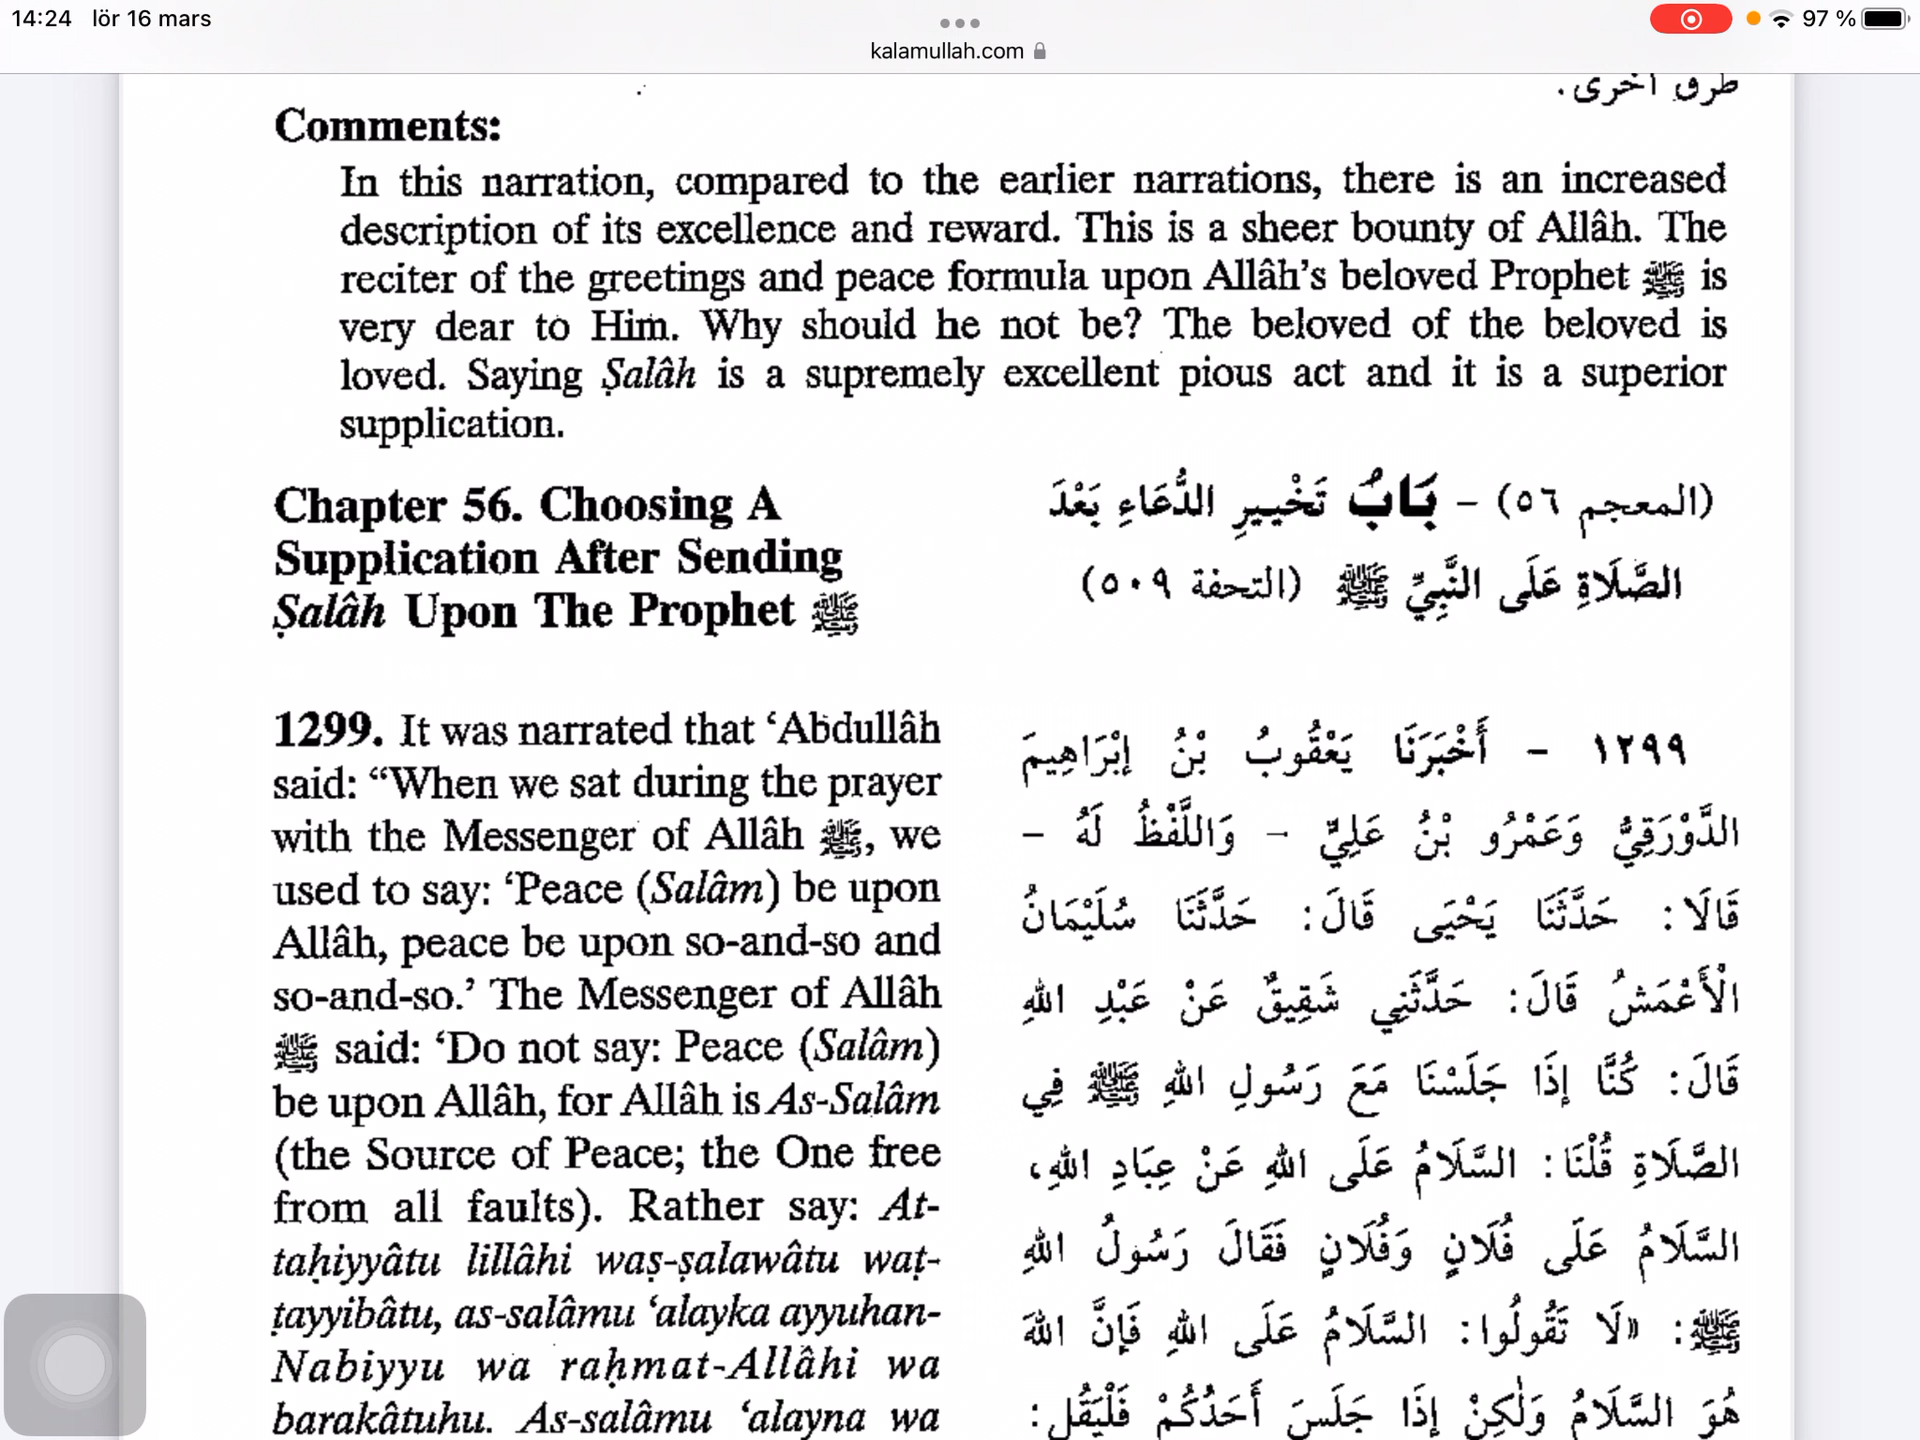 14:24 lör 16 mars
97 %
kalamullah.com
طرق أخرى.
Comments:
In this narration, compared to the earlier narrations, there is an increased
description of its excellence and reward. This is a sheer bounty of Allâh. The
reciter of the greetings and peace formula upon Allâh's beloved Prophet ﷺ is
very dear to Him. Why should he not be? The beloved of the beloved is
loved. Saying Ṣalâh is a supremely excellent pious act and it is a superior
supplication.
Chapter 56. Choosing A
Supplication After Sending
Ṣalâh Upon The Prophet ﷺ
(المعجم ٥٦) - بَابُ تَخْيِيرِ الدُّعَاءِ بَعْدَ
الصَّلَاةِ عَلَى النَّبِيِّ ﷺ (التحفة ٥٠٩)
1299. It was narrated that ‘Abdullâh
said: “When we sat during the prayer
with the Messenger of Allâh ﷺ, we
used to say: ‘Peace (Salâm) be upon
Allâh, peace be upon so-and-so and
so-and-so.’ The Messenger of Allâh
ﷺ said: ‘Do not say: Peace (Salâm)
be upon Allâh, for Allâh is As-Salâm
(the Source of Peace; the One free
from all faults). Rather say: At-
taḥiyyâtu lillâhi waṣ-ṣalawâtu waṭ-
ṭayyibâtu, as-salâmu ‘alayka ayyuhan-
Nabiyyu wa raḥmat-Allâhi wa
barakâtuhu. As-salâmu ‘alayna wa
١٢٩٩ - أَخْبَرَنَا يَعْقُوبُ بْنُ إِبْرَاهِيمَ
الدَّوْرَقِيُّ وَعَمْرُو بْنُ عَلِيٍّ - وَاللَّفْظُ لَهُ -
قَالَا: حَدَّثَنَا يَحْيَى قَالَ: حَدَّثَنَا سُلَيْمَانُ
الْأَعْمَشُ قَالَ: حَدَّثَنِي شَقِيقٌ عَنْ عَبْدِ اللهِ
قَالَ: كُنَّا إِذَا جَلَسْنَا مَعَ رَسُولِ اللهِ ﷺ فِي
الصَّلَاةِ قُلْنَا: السَّلَامُ عَلَى اللهِ عَنْ عِبَادِ اللهِ،
السَّلَامُ عَلَى فُلَانٍ وَفُلَانٍ فَقَالَ رَسُولُ اللهِ
ﷺ: «لَا تَقُولُوا: السَّلَامُ عَلَى اللهِ فَإِنَّ اللهَ
هُوَ السَّلَامُ وَلٰكِنْ إِذَا جَلَسَ أَحَدُكُمْ فَلْيَقُلْ: